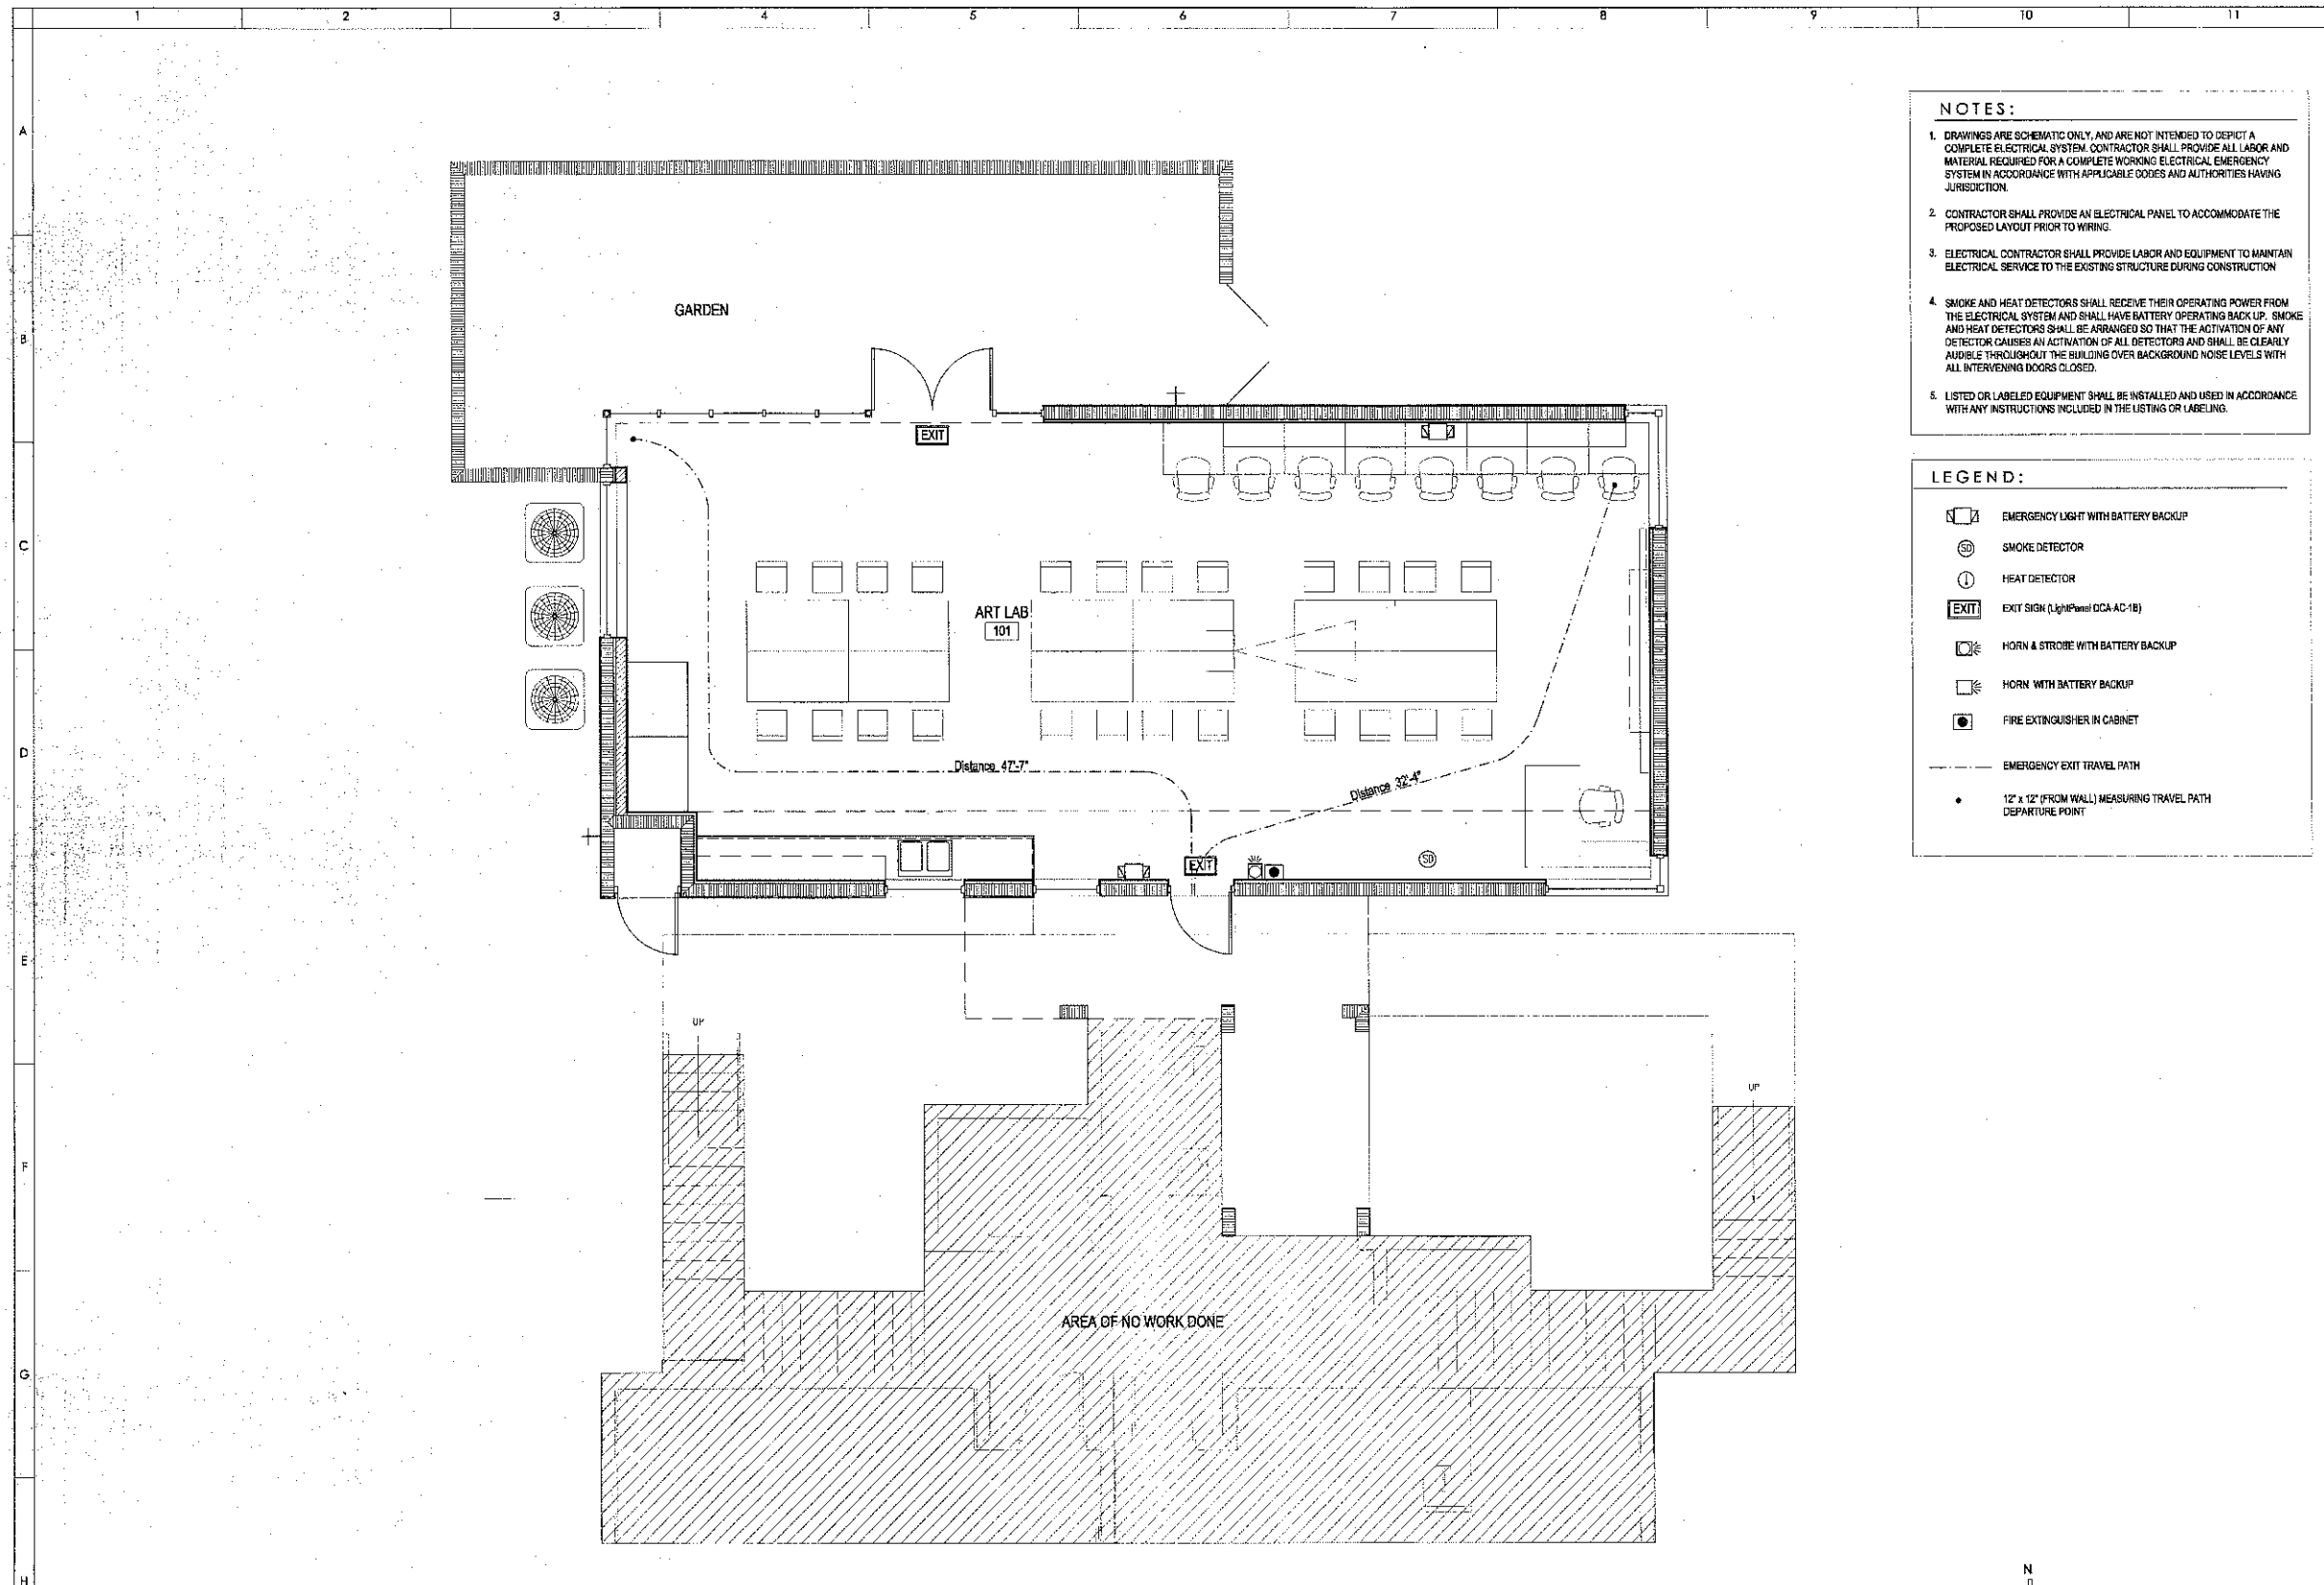 1 2 3 4 5 6 7 8 9 10 11
A
B
C
D
E
F
G
H
NOTES:
1. DRAWINGS ARE SCHEMATIC ONLY, AND ARE NOT INTENDED TO DEPICT A
COMPLETE ELECTRICAL SYSTEM. CONTRACTOR SHALL PROVIDE ALL LABOR AND
MATERIAL REQUIRED FOR A COMPLETE WORKING ELECTRICAL EMERGENCY
SYSTEM IN ACCORDANCE WITH APPLICABLE CODES AND AUTHORITIES HAVING
JURISDICTION.
2. CONTRACTOR SHALL PROVIDE AN ELECTRICAL PANEL TO ACCOMMODATE THE
PROPOSED LAYOUT PRIOR TO WIRING.
3. ELECTRICAL CONTRACTOR SHALL PROVIDE LABOR AND EQUIPMENT TO MAINTAIN
ELECTRICAL SERVICE TO THE EXISTING STRUCTURE DURING CONSTRUCTION
4. SMOKE AND HEAT DETECTORS SHALL RECEIVE THEIR OPERATING POWER FROM
THE ELECTRICAL SYSTEM AND SHALL HAVE BATTERY OPERATING BACK UP. SMOKE
AND HEAT DETECTORS SHALL BE ARRANGED SO THAT THE ACTIVATION OF ANY
DETECTOR CAUSES AN ACTIVATION OF ALL DETECTORS AND SHALL BE CLEARLY
AUDIBLE THROUGHOUT THE BUILDING OVER BACKGROUND NOISE LEVELS WITH
ALL INTERVENING DOORS CLOSED.
5. LISTED OR LABELED EQUIPMENT SHALL BE INSTALLED AND USED IN ACCORDANCE
WITH ANY INSTRUCTIONS INCLUDED IN THE LISTING OR LABELING.
LEGEND:
EMERGENCY LIGHT WITH BATTERY BACKUP
SD SMOKE DETECTOR
HEAT DETECTOR
EXIT EXIT SIGN (LightPanel DCA-AC-1B)
HORN & STROBE WITH BATTERY BACKUP
HORN WITH BATTERY BACKUP
FIRE EXTINGUISHER IN CABINET
EMERGENCY EXIT TRAVEL PATH
12" x 12" (FROM WALL) MEASURING TRAVEL PATH
DEPARTURE POINT
GARDEN
EXIT
ART LAB
101
Distance 47'-7"
Distance 32'-4"
EXIT
SD
UP
UP
AREA OF NO WORK DONE
N